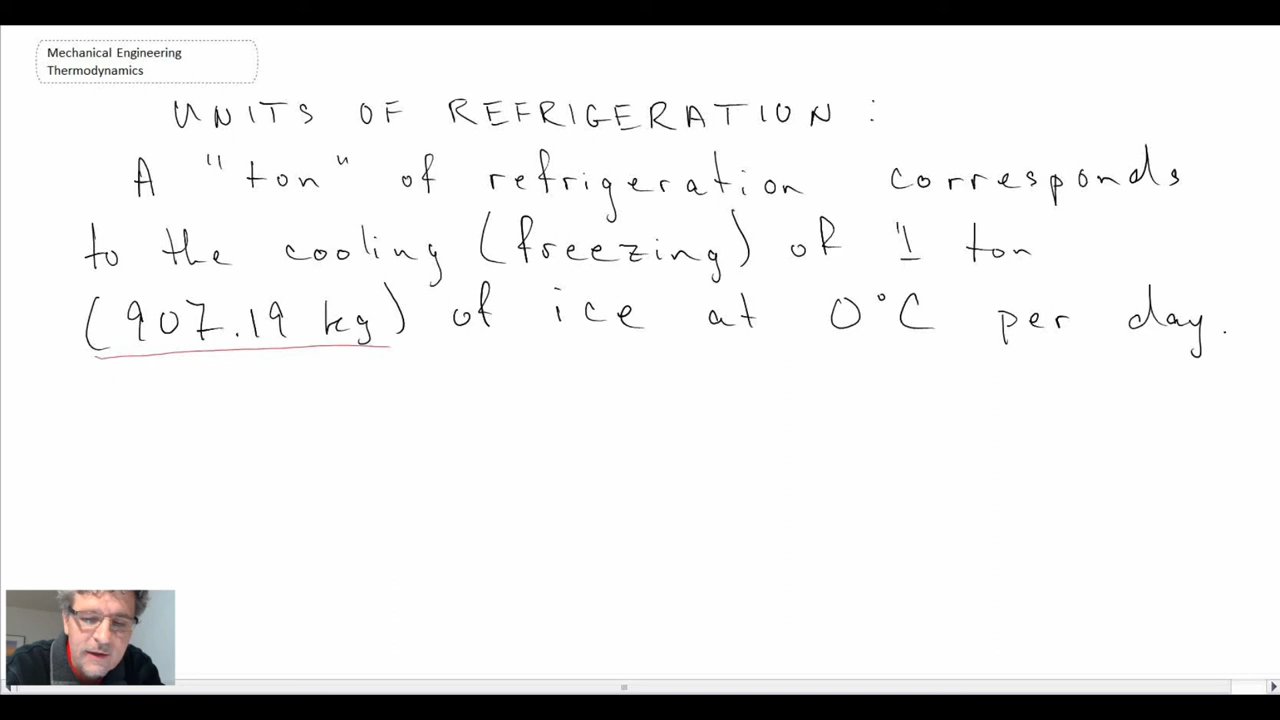 Mechanical Engineering
Thermodynamics
UNITS OF REFRIGERATION :
A "ton" of refrigeration corresponds
to the cooling (freezing) of 1 ton
(907.19 kg) of ice at 0°C per day.